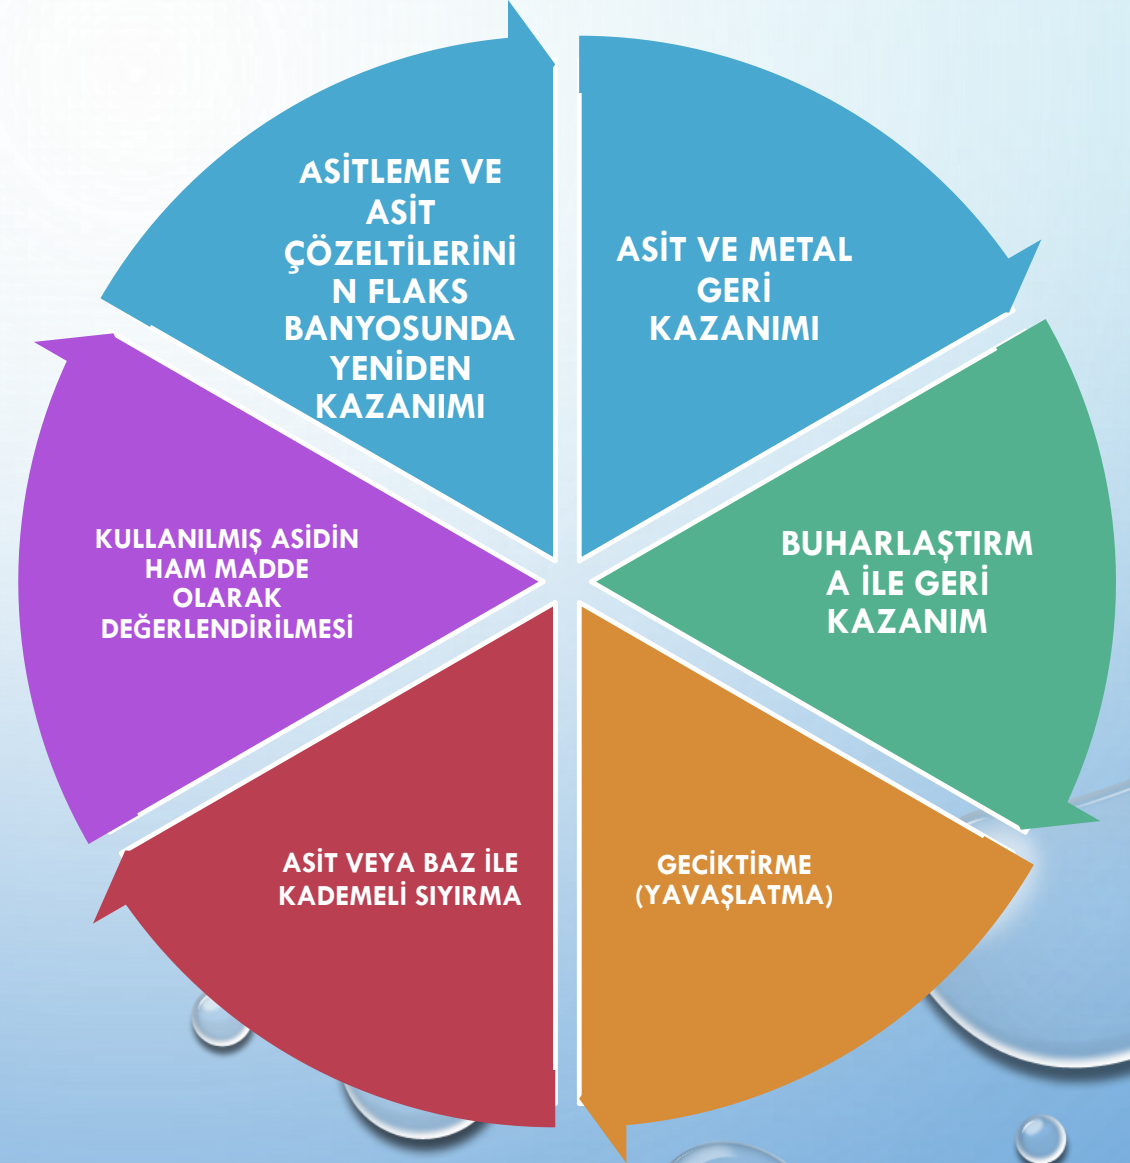 ASİTLEME VE
ASİT
ÇÖZELTİLERİNİ
N FLAKS
BANYOSUNDA
YENİDEN
KAZANIMI
ASİT VE METAL
GERİ
KAZANIMI
BUHARLAŞTIRM
A İLE GERİ
KAZANIM
GECİKTİRME
(YAVAŞLATMA)
ASİT VEYA BAZ İLE
KADEMELİ SIYIRMA
KULLANILMIŞ ASİDİN
HAM MADDE
OLARAK
DEĞERLENDİRİLMESİ